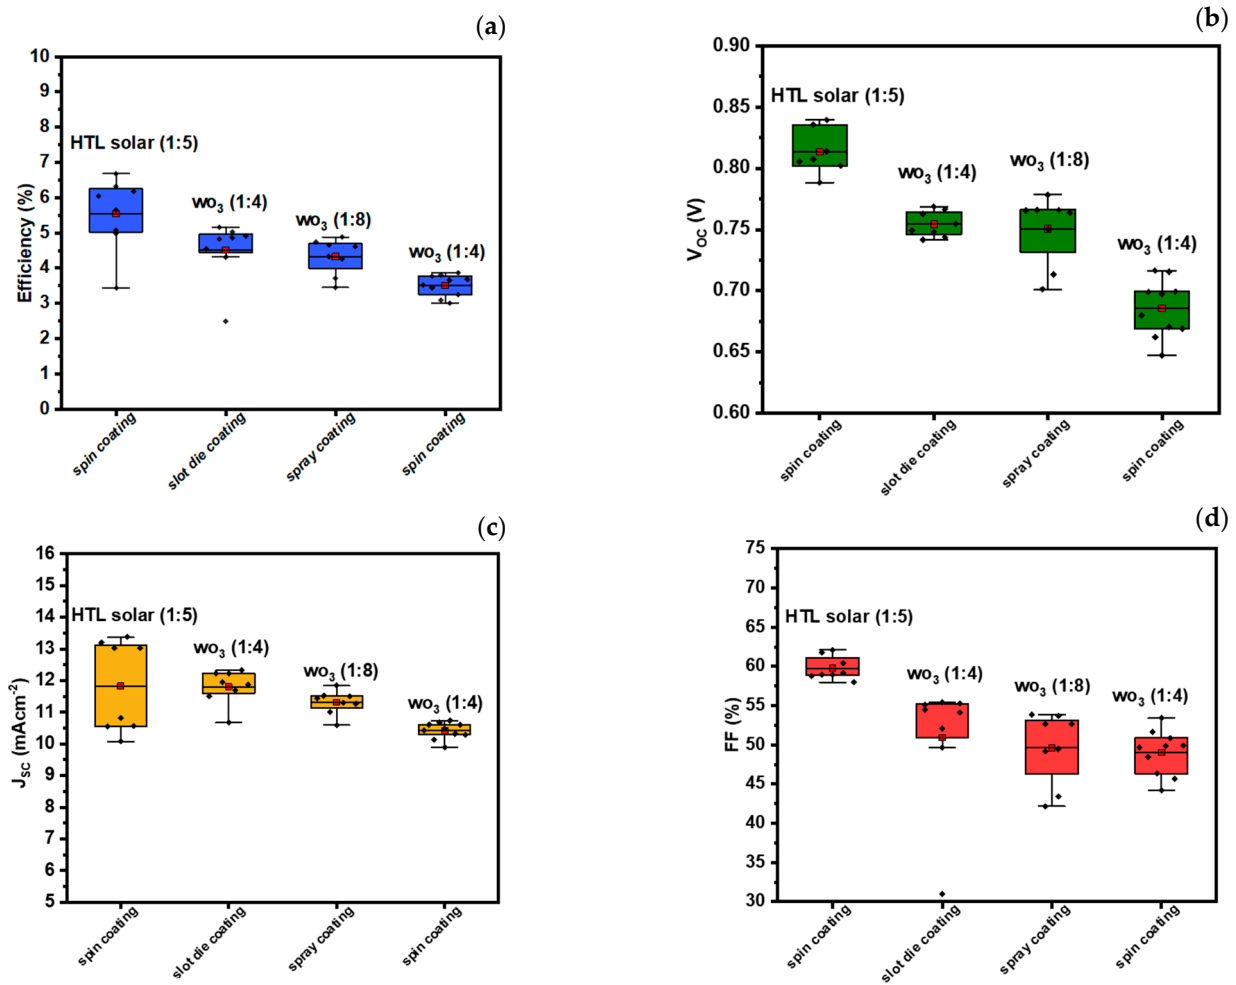 (a)
10
9
8
7
6
5
4
3
2
1
0
Efficiency (%)
HTL solar (1:5)
wo₃ (1:4)
wo₃ (1:8)
wo₃ (1:4)
spin coating
slot die coating
spray coating
spin coating
(b)
0.90
0.85
0.80
0.75
0.70
0.65
0.60
V_OC (V)
HTL solar (1:5)
wo₃ (1:4)
wo₃ (1:8)
wo₃ (1:4)
spin coating
slot die coating
spray coating
spin coating
(c)
16
15
14
13
12
11
10
9
8
7
6
5
J_SC (mAcm⁻²)
HTL solar (1:5)
wo₃ (1:4)
wo₃ (1:8)
wo₃ (1:4)
spin coating
slot die coating
spray coating
spin coating
(d)
75
70
65
60
55
50
45
40
35
30
FF (%)
HTL solar (1:5)
wo₃ (1:4)
wo₃ (1:8)
wo₃ (1:4)
spin coating
slot die coating
spray coating
spin coating